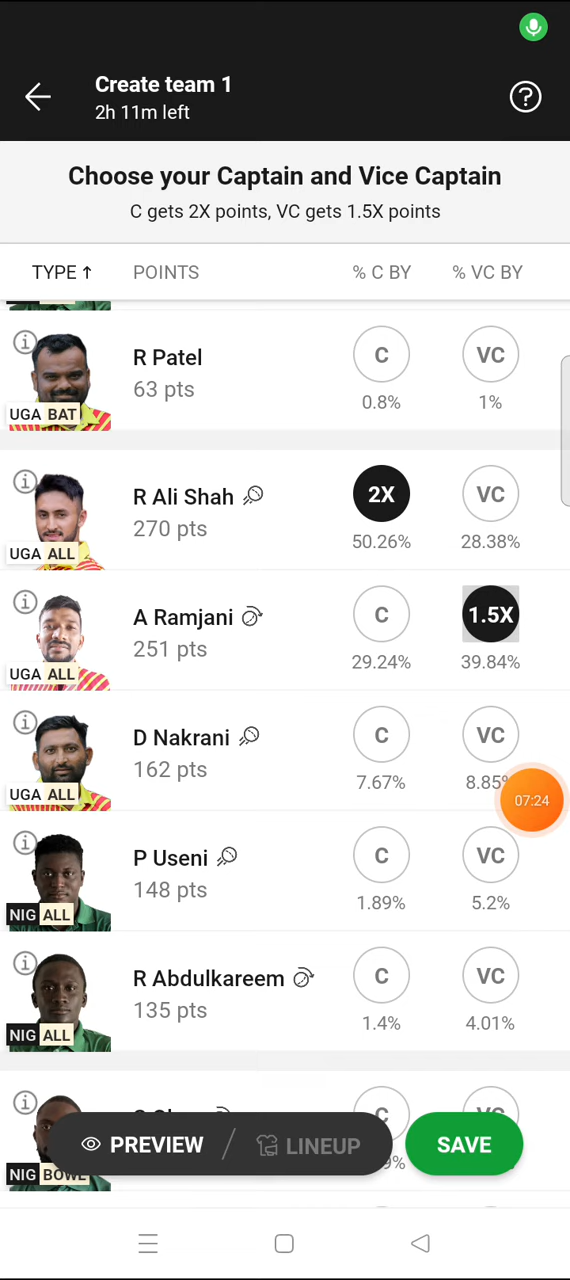 Create team 1
2h 11m left
Choose your Captain and Vice Captain
C gets 2X points, VC gets 1.5X points
TYPE ↑ POINTS % C BY % VC BY
R Patel C VC
63 pts
UGA BAT 0.8% 1%
R Ali Shah 2X VC
270 pts
UGA ALL 50.26% 28.38%
A Ramjani C 1.5X
251 pts
UGA ALL 29.24% 39.84%
D Nakrani C VC
162 pts
UGA ALL 7.67% 8.85%
07:24
P Useni C VC
148 pts
NIG ALL 1.89% 5.2%
R Abdulkareem C VC
135 pts
NIG ALL 1.4% 4.01%
C VC
PREVIEW / LINEUP SAVE
NIG BOWL